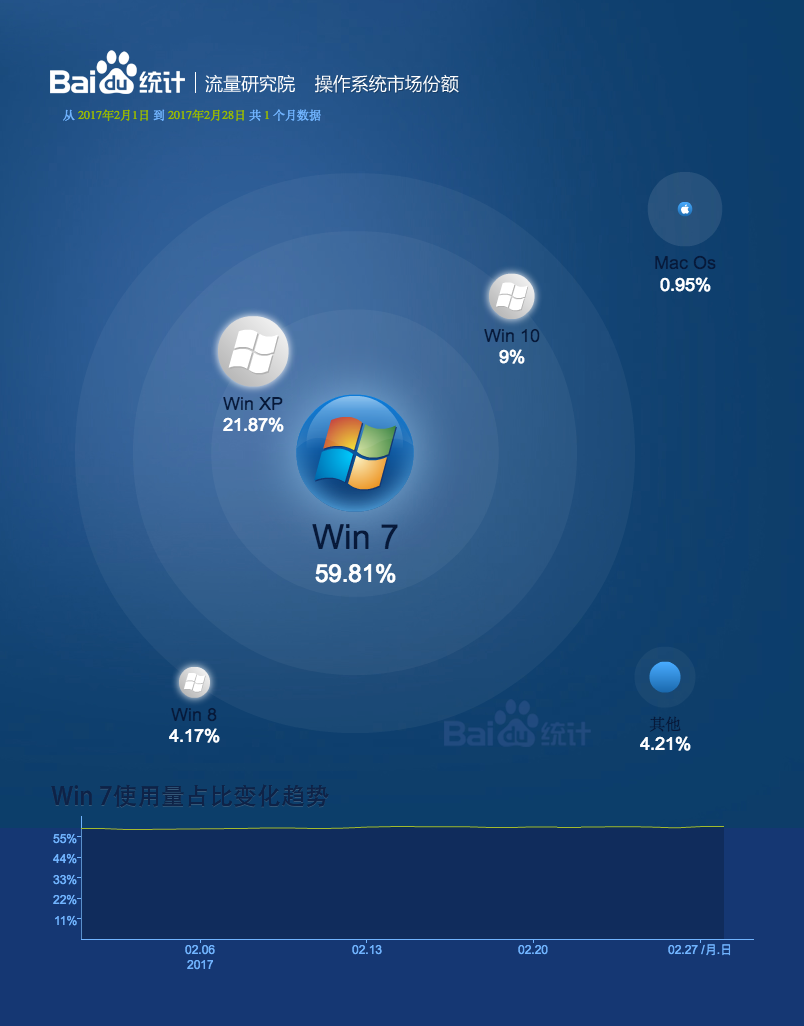 Baidu统计 | 流量研究院 操作系统市场份额
从 2017年2月1日 到 2017年2月28日 共 1 个月数据
Mac Os
0.95%
Win 10
9%
Win XP
21.87%
Win 7
59.81%
Win 8
4.17%
其他
4.21%
Baidu统计
Win 7使用量占比变化趋势
55%
44%
33%
22%
11%
02.06 02.13 02.20 02.27 /月.日
2017